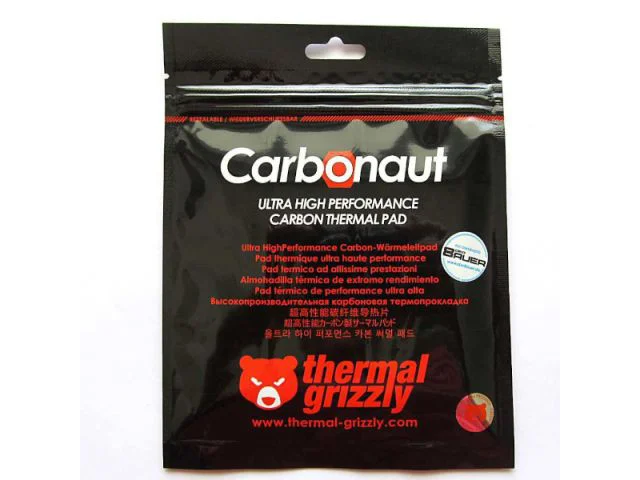 RESEALABLE / WIEDERVERSCHLIESSBAR
Carbonaut
ULTRA HIGH PERFORMANCE
CARBON THERMAL PAD
Ultra HighPerformance Carbon-Wärmeleitpad
Pad thermique ultra haute performance
Pad termico ad altissime prestazioni
Almohadilla térmica de extremo rendimiento
Pad térmico de performance ultra alta
Высокопроизводительная карбоновая термопрокладка
超高性能碳纤维导热片
超高性能カーボン製サーマルパッド
울트라 하이 퍼포먼스 카본 써멀 패드
BAUER
thermal
grizzly
www.thermal-grizzly.com